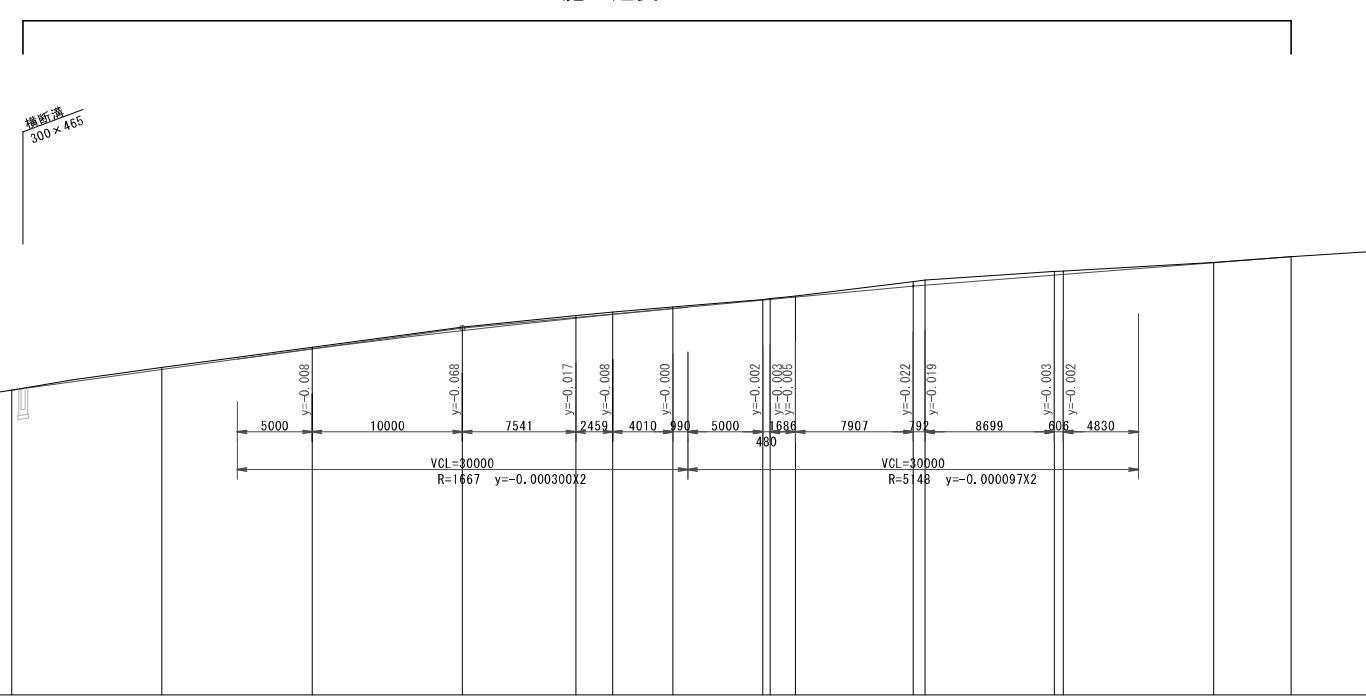 横断溝
300×465
y=-0.008
y=-0.068
y=-0.017
y=-0.008
y=-0.000
y=-0.002
y=-0.003
y=-0.005
y=-0.022
y=-0.019
y=-0.003
y=-0.002
5000 10000 7541 2459 4010 990 5000 1686 7907 792 8699 606 4830
480
VCL=30000 VCL=30000
R=1667 y=-0.000300X2 R=5148 y=-0.000097X2